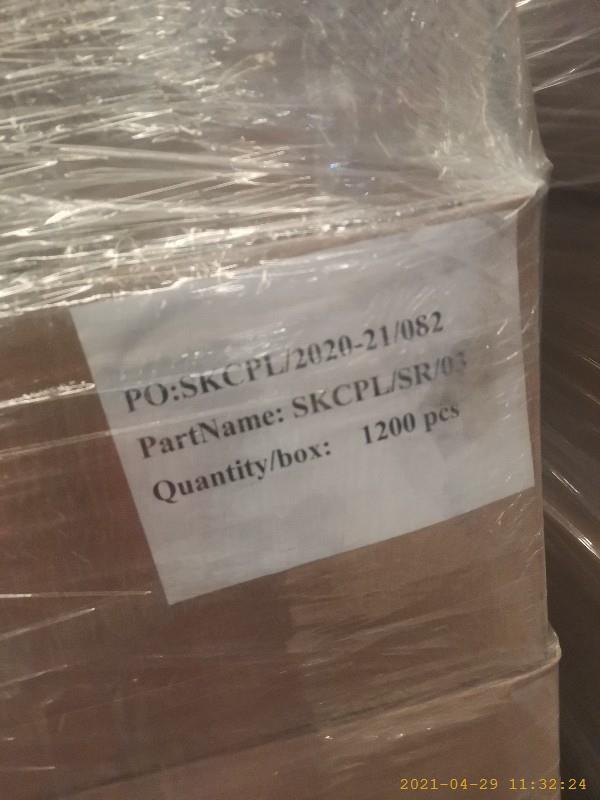 PO:SKCPL/2020-21/082
PartName: SKCPL/SR/03
Quantity/box: 1200 pcs
2021-04-29 11:32:24